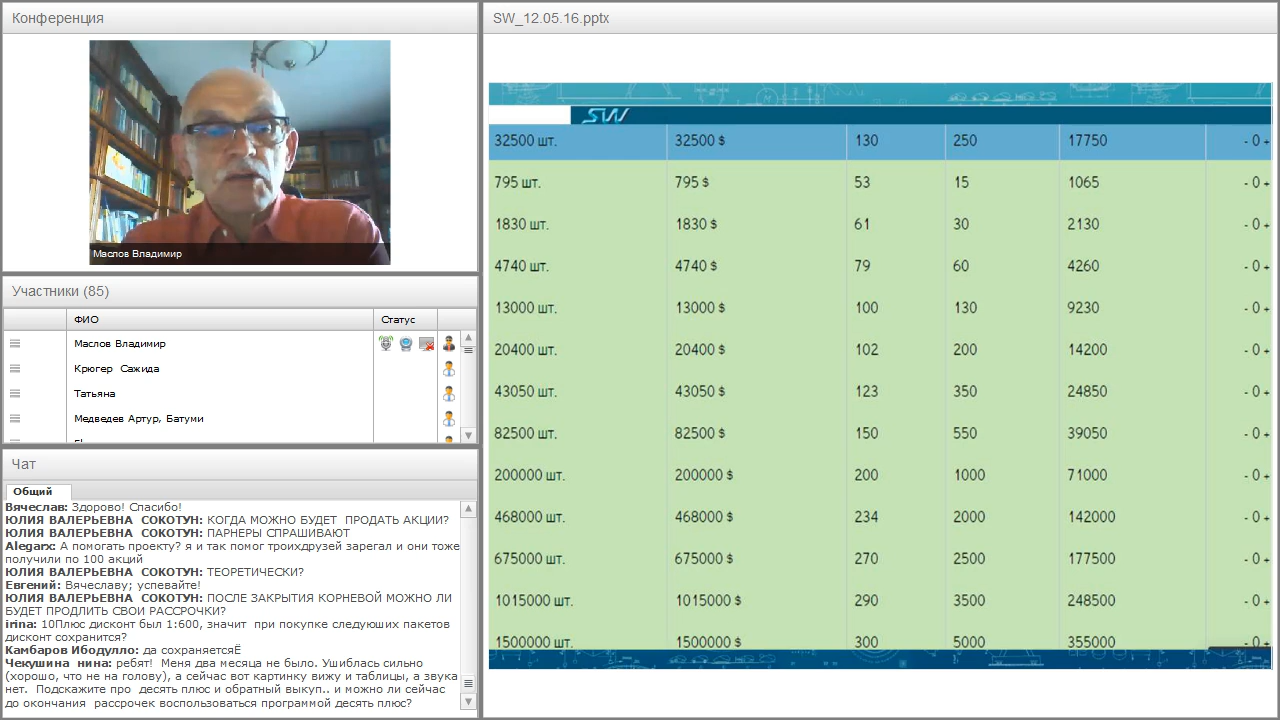 Конференция
Маслов Владимир
Участники (85)
ФИО Статус
Маслов Владимир
Крюгер Сажида
Татьяна
Медведев Артур, Батуми
Чат
Общий
Вячеслав: Здорово! Спасибо!
ЮЛИЯ ВАЛЕРЬЕВНА СОКОТУН: КОГДА МОЖНО БУДЕТ ПРОДАТЬ АКЦИИ?
ЮЛИЯ ВАЛЕРЬЕВНА СОКОТУН: ПАРНЕРЫ СПРАШИВАЮТ
Alegarx: А помогать проекту? я и так помог троихдрузей зарегал и они тоже
получили по 100 акций
ЮЛИЯ ВАЛЕРЬЕВНА СОКОТУН: ТЕОРЕТИЧЕСКИ?
Евгений: Вячеславу; успевайте!
ЮЛИЯ ВАЛЕРЬЕВНА СОКОТУН: ПОСЛЕ ЗАКРЫТИЯ КОРНЕВОЙ МОЖНО ЛИ
БУДЕТ ПРОДЛИТЬ СВОИ РАССРОЧКИ?
irina: 10Плюс дисконт был 1:600, значит при покупке следуюших пакетов
дисконт сохранится?
Камбаров Ибодулло: да сохраняетсяЁ
Чекушина нина: ребят! Меня два месяца не было. Ушиблась сильно
(хорошо, что не на голову), а сейчас вот картинку вижу и таблицы, а звука
нет. Подскажите про десять плюс и обратный выкуп.. и можно ли сейчас
до окончания рассрочек воспользоваться программой десять плюс?
SW_12.05.16.pptx
SW
32500 шт. 32500 $ 130 250 17750 - 0 +
795 шт. 795 $ 53 15 1065 - 0 +
1830 шт. 1830 $ 61 30 2130 - 0 +
4740 шт. 4740 $ 79 60 4260 - 0 +
13000 шт. 13000 $ 100 130 9230 - 0 +
20400 шт. 20400 $ 102 200 14200 - 0 +
43050 шт. 43050 $ 123 350 24850 - 0 +
82500 шт. 82500 $ 150 550 39050 - 0 +
200000 шт. 200000 $ 200 1000 71000 - 0 +
468000 шт. 468000 $ 234 2000 142000 - 0 +
675000 шт. 675000 $ 270 2500 177500 - 0 +
1015000 шт. 1015000 $ 290 3500 248500 - 0 +
1500000 шт. 1500000 $ 300 5000 355000 - 0 +